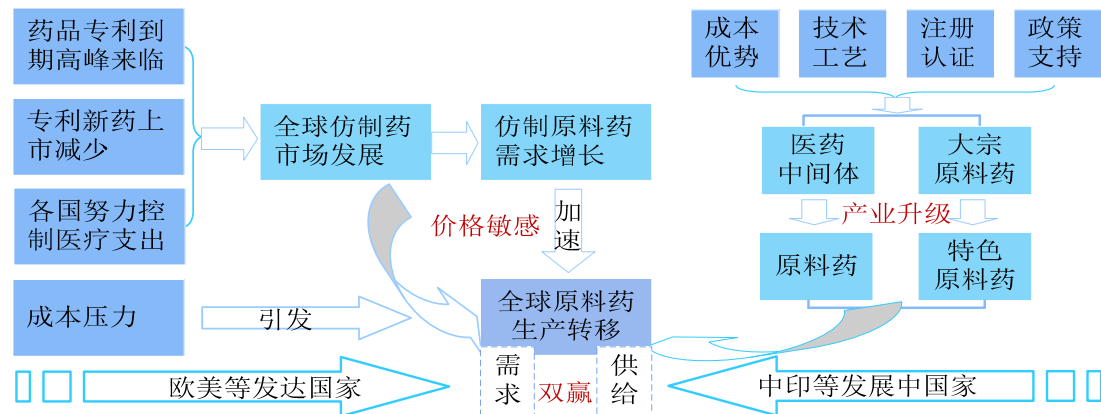 药品专利到
期高峰来临
专利新药上
市减少
各国努力控
制医疗支出
成本压力
全球仿制药
市场发展
仿制原料药
需求增长
价格敏感
加
速
引发
全球原料药
生产转移
需
求
双赢
供
给
欧美等发达国家
中印等发展中国家
成本
优势
技术
工艺
注册
认证
政策
支持
医药
中间体
大宗
原料药
产业升级
原料药
特色
原料药